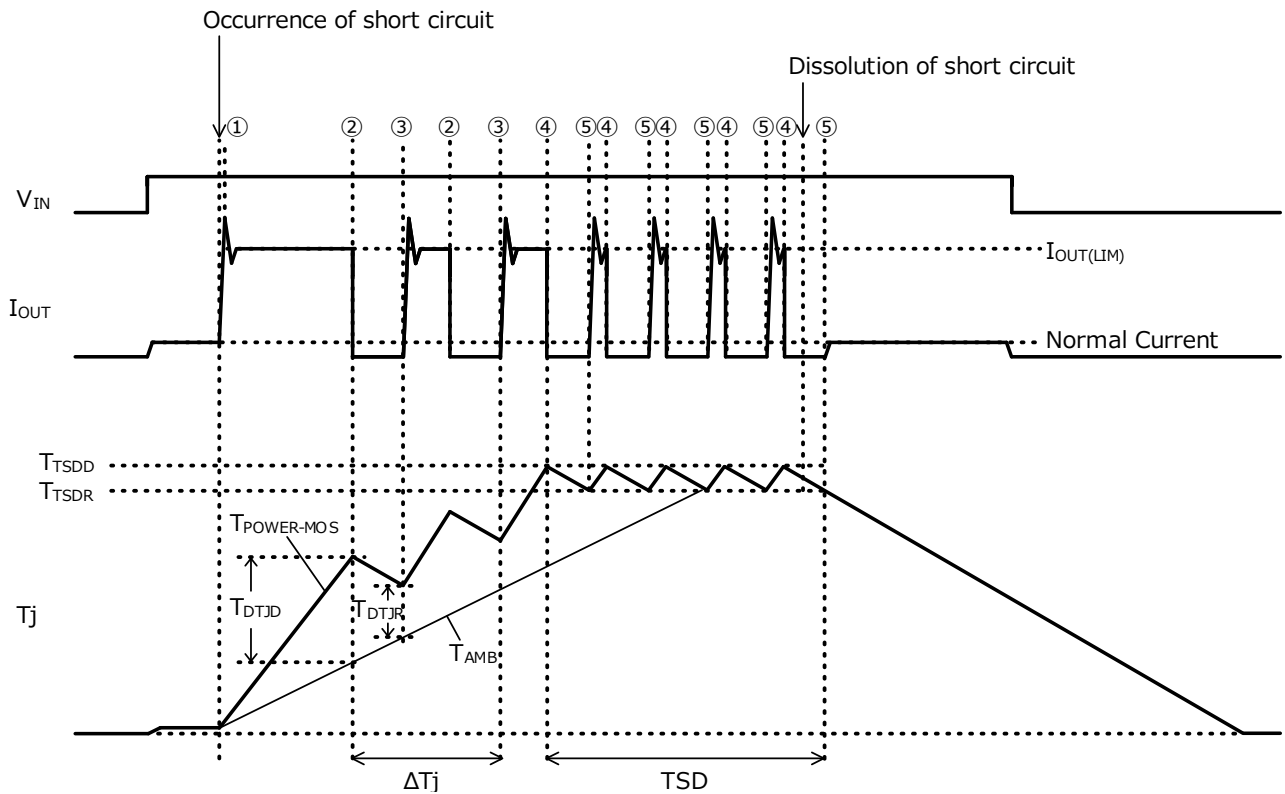 Occurrence of short circuit
Dissolution of short circuit
① ② ③ ② ③ ④ ⑤④ ⑤④ ⑤④ ⑤④ ⑤
VIN
IOUT(LIM)
IOUT
Normal Current
TTSDD
TTSDR
TPOWER-MOS
TDTJD
TDTJR
Tj
TAMB
ΔTj
TSD